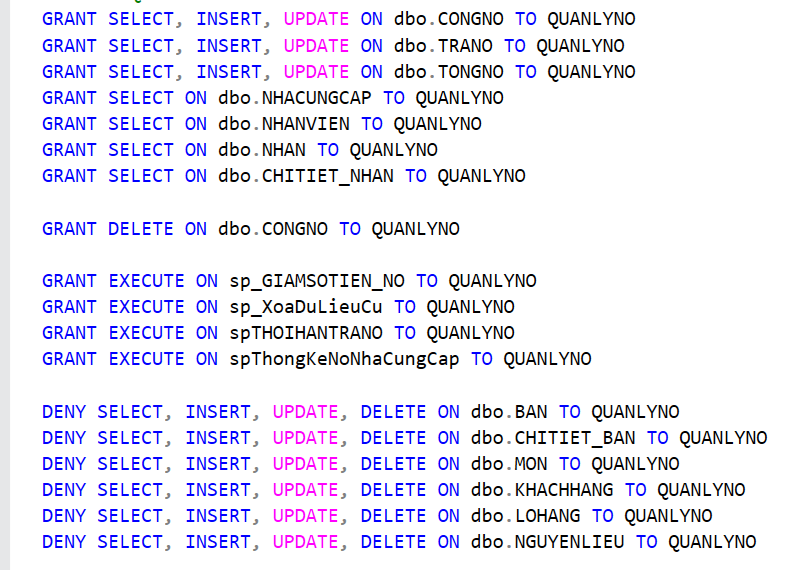 GRANT SELECT, INSERT, UPDATE ON dbo.CONGNO TO QUANLYNO
GRANT SELECT, INSERT, UPDATE ON dbo.TRANO TO QUANLYNO
GRANT SELECT, INSERT, UPDATE ON dbo.TONGNO TO QUANLYNO
GRANT SELECT ON dbo.NHACUNGCAP TO QUANLYNO
GRANT SELECT ON dbo.NHANVIEN TO QUANLYNO
GRANT SELECT ON dbo.NHAN TO QUANLYNO
GRANT SELECT ON dbo.CHITIET_NHAN TO QUANLYNO
GRANT DELETE ON dbo.CONGNO TO QUANLYNO
GRANT EXECUTE ON sp_GIAMSOTIEN_NO TO QUANLYNO
GRANT EXECUTE ON sp_XoaDuLieuCu TO QUANLYNO
GRANT EXECUTE ON spTHOIHANTRANO TO QUANLYNO
GRANT EXECUTE ON spThongKeNoNhaCungCap TO QUANLYNO
DENY SELECT, INSERT, UPDATE, DELETE ON dbo.BAN TO QUANLYNO
DENY SELECT, INSERT, UPDATE, DELETE ON dbo.CHITIET_BAN TO QUANLYNO
DENY SELECT, INSERT, UPDATE, DELETE ON dbo.MON TO QUANLYNO
DENY SELECT, INSERT, UPDATE, DELETE ON dbo.KHACHHANG TO QUANLYNO
DENY SELECT, INSERT, UPDATE, DELETE ON dbo.LOHANG TO QUANLYNO
DENY SELECT, INSERT, UPDATE, DELETE ON dbo.NGUYENLIEU TO QUANLYNO